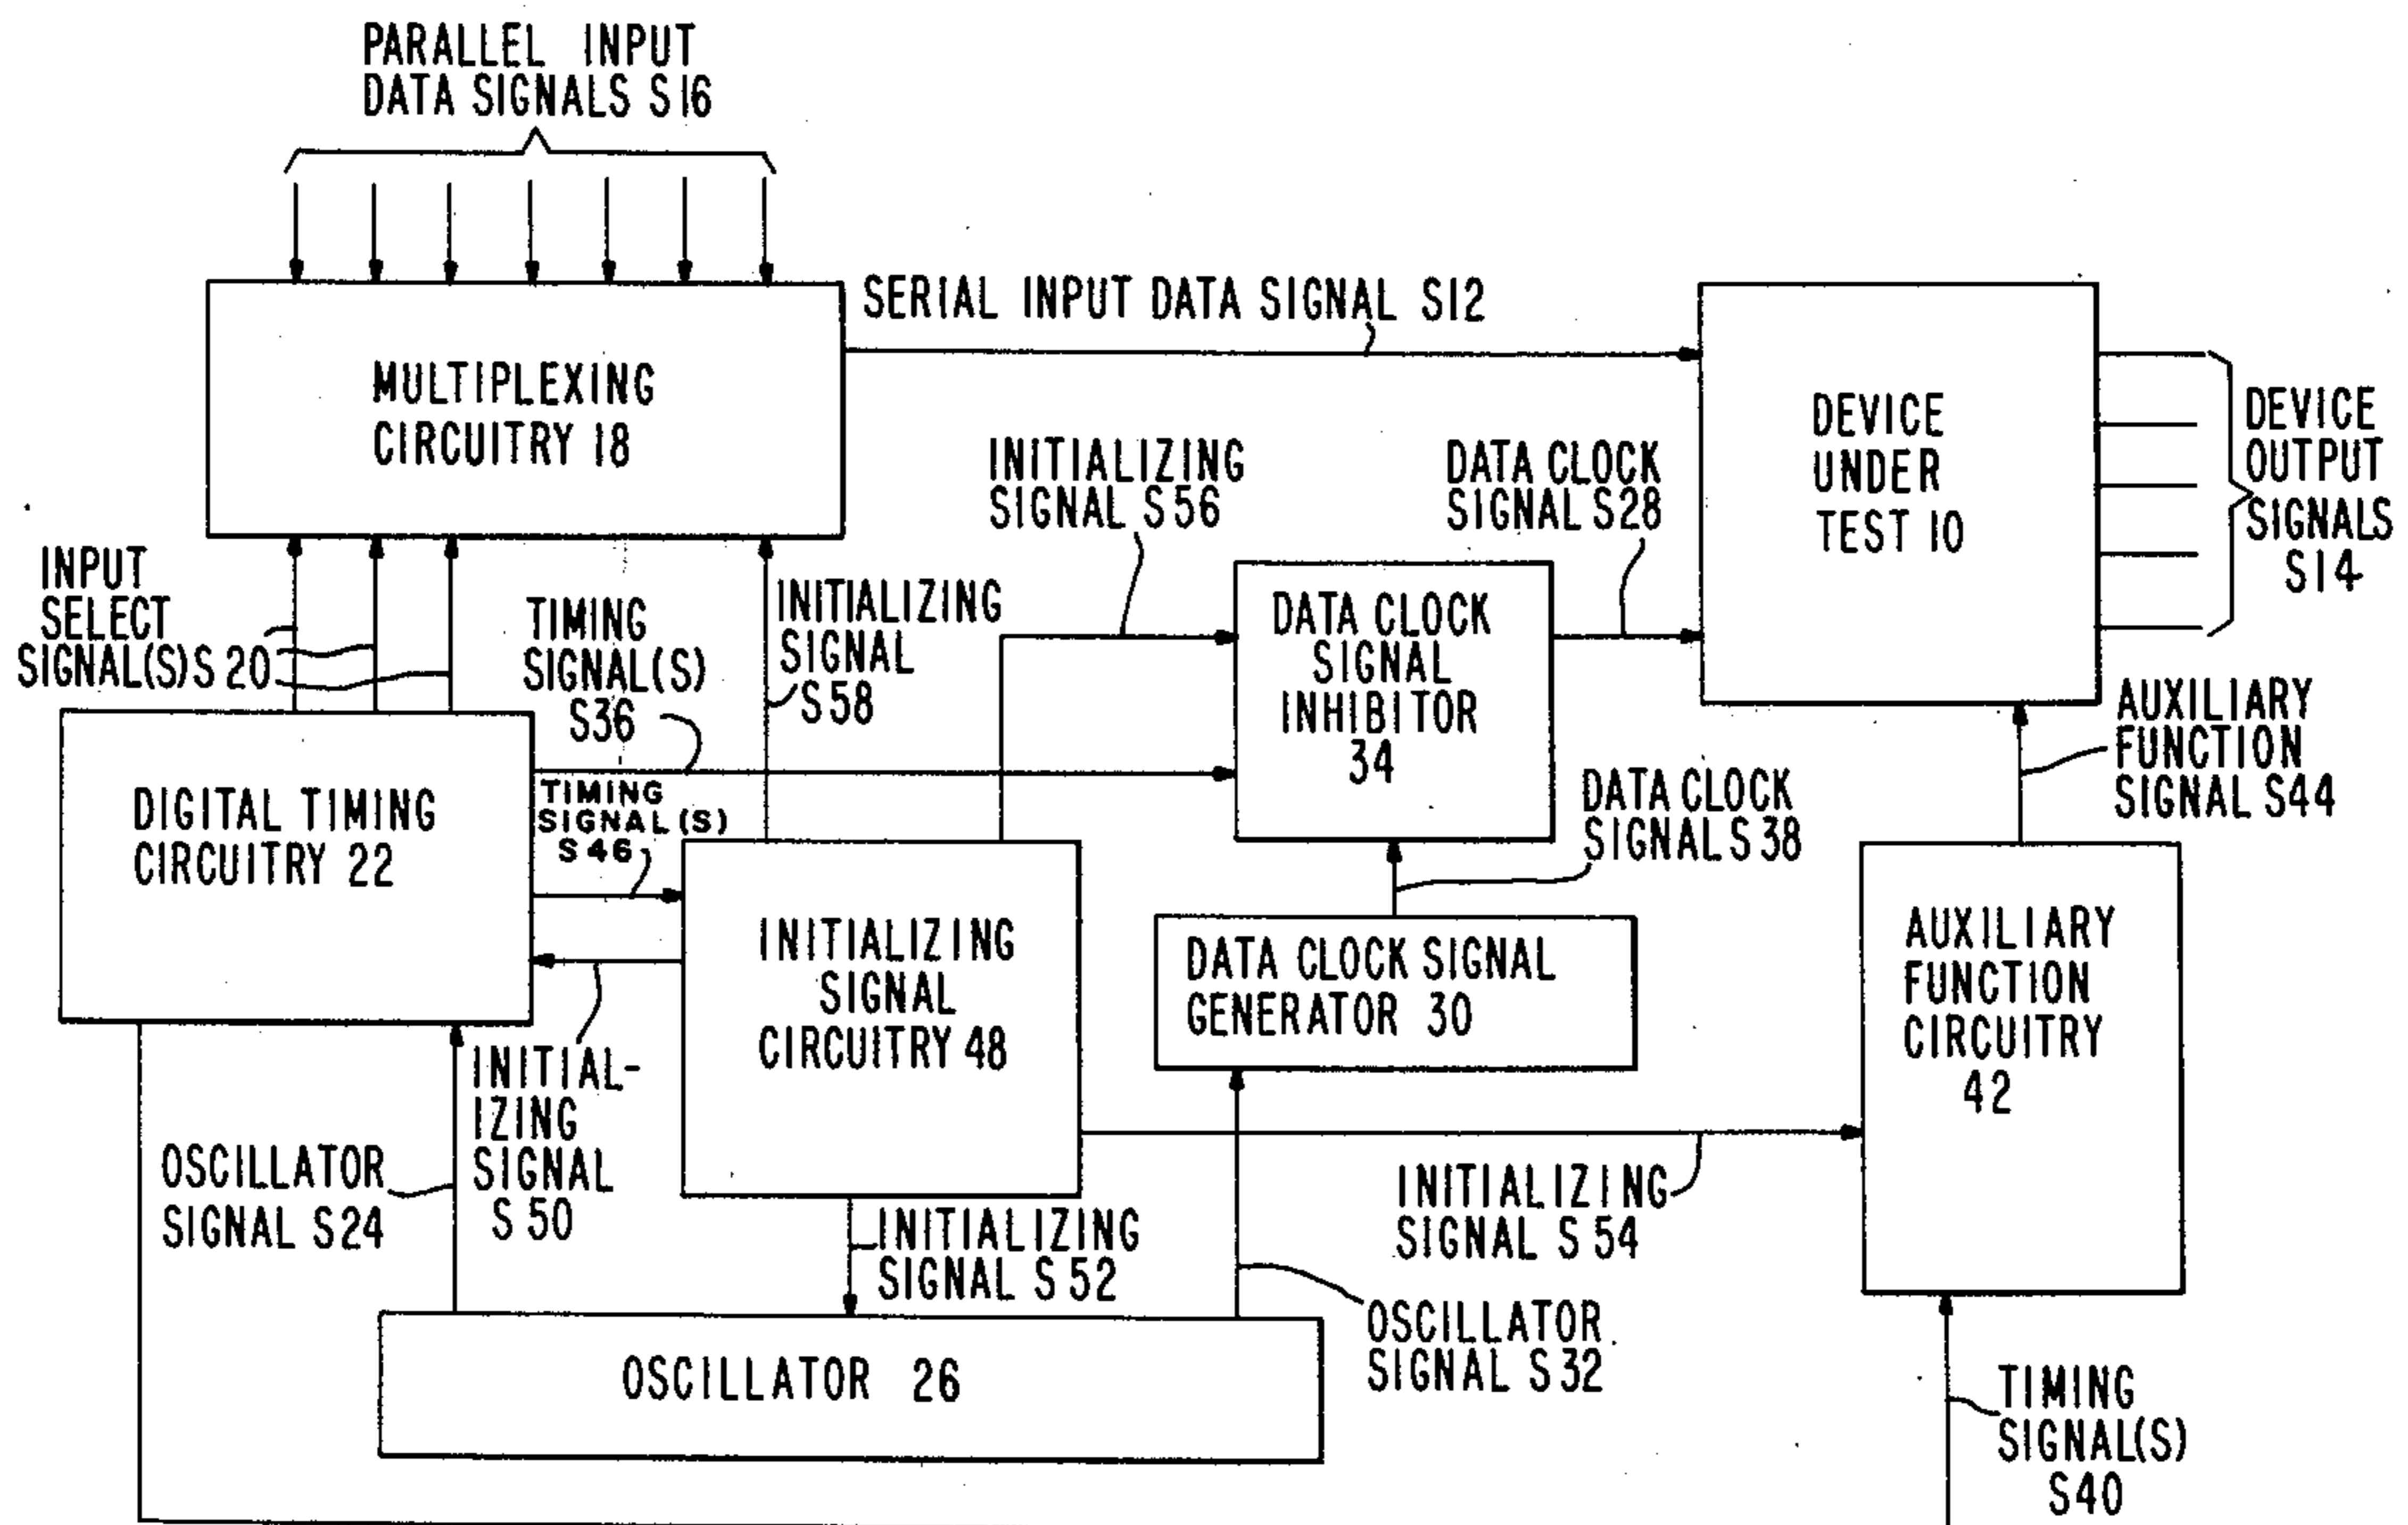 PARALLEL INPUT
DATA SIGNALS S16
SERIAL INPUT DATA SIGNAL S12
MULTIPLEXING
CIRCUITRY 18
DEVICE
UNDER
TEST 10
DEVICE
OUTPUT
SIGNALS
S14
INITIALIZING
SIGNAL S56
DATA CLOCK
SIGNAL S28
INPUT
SELECT
SIGNAL(S) S20
TIMING
SIGNAL(S)
S36
INITIALIZING
SIGNAL
S58
DATA CLOCK
SIGNAL
INHIBITOR
34
AUXILIARY
FUNCTION
SIGNAL S44
DIGITAL TIMING
CIRCUITRY 22
TIMING
SIGNAL(S)
S46
DATA CLOCK
SIGNALS S38
INITIALIZING
SIGNAL
CIRCUITRY 48
DATA CLOCK SIGNAL
GENERATOR 30
AUXILIARY
FUNCTION
CIRCUITRY
42
OSCILLATOR
SIGNAL S24
INITIAL-
IZING
SIGNAL
S50
INITIALIZING
SIGNAL S52
INITIALIZING
SIGNAL S54
OSCILLATOR
SIGNAL S32
OSCILLATOR 26
TIMING
SIGNAL(S)
S40